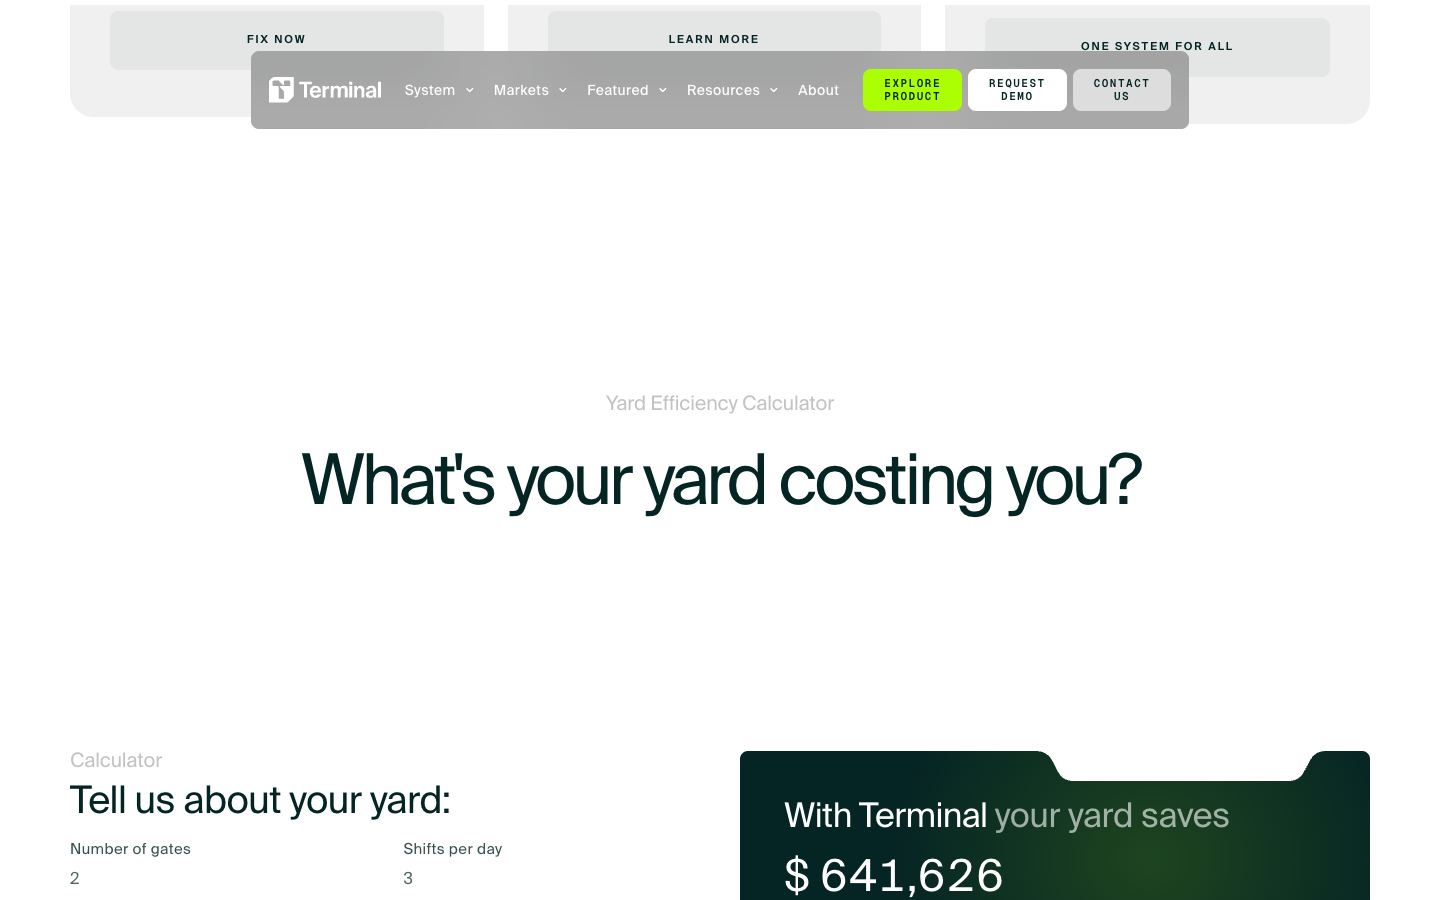 FIX NOW
LEARN MORE
ONE SYSTEM FOR ALL
Terminal
System
Markets
Featured
Resources
About
EXPLORE
PRODUCT
REQUEST
DEMO
CONTACT
US
Yard Efficiency Calculator
What's your yard costing you?
Calculator
Tell us about your yard:
Number of gates
2
Shifts per day
3
With Terminal your yard saves
$ 641,626